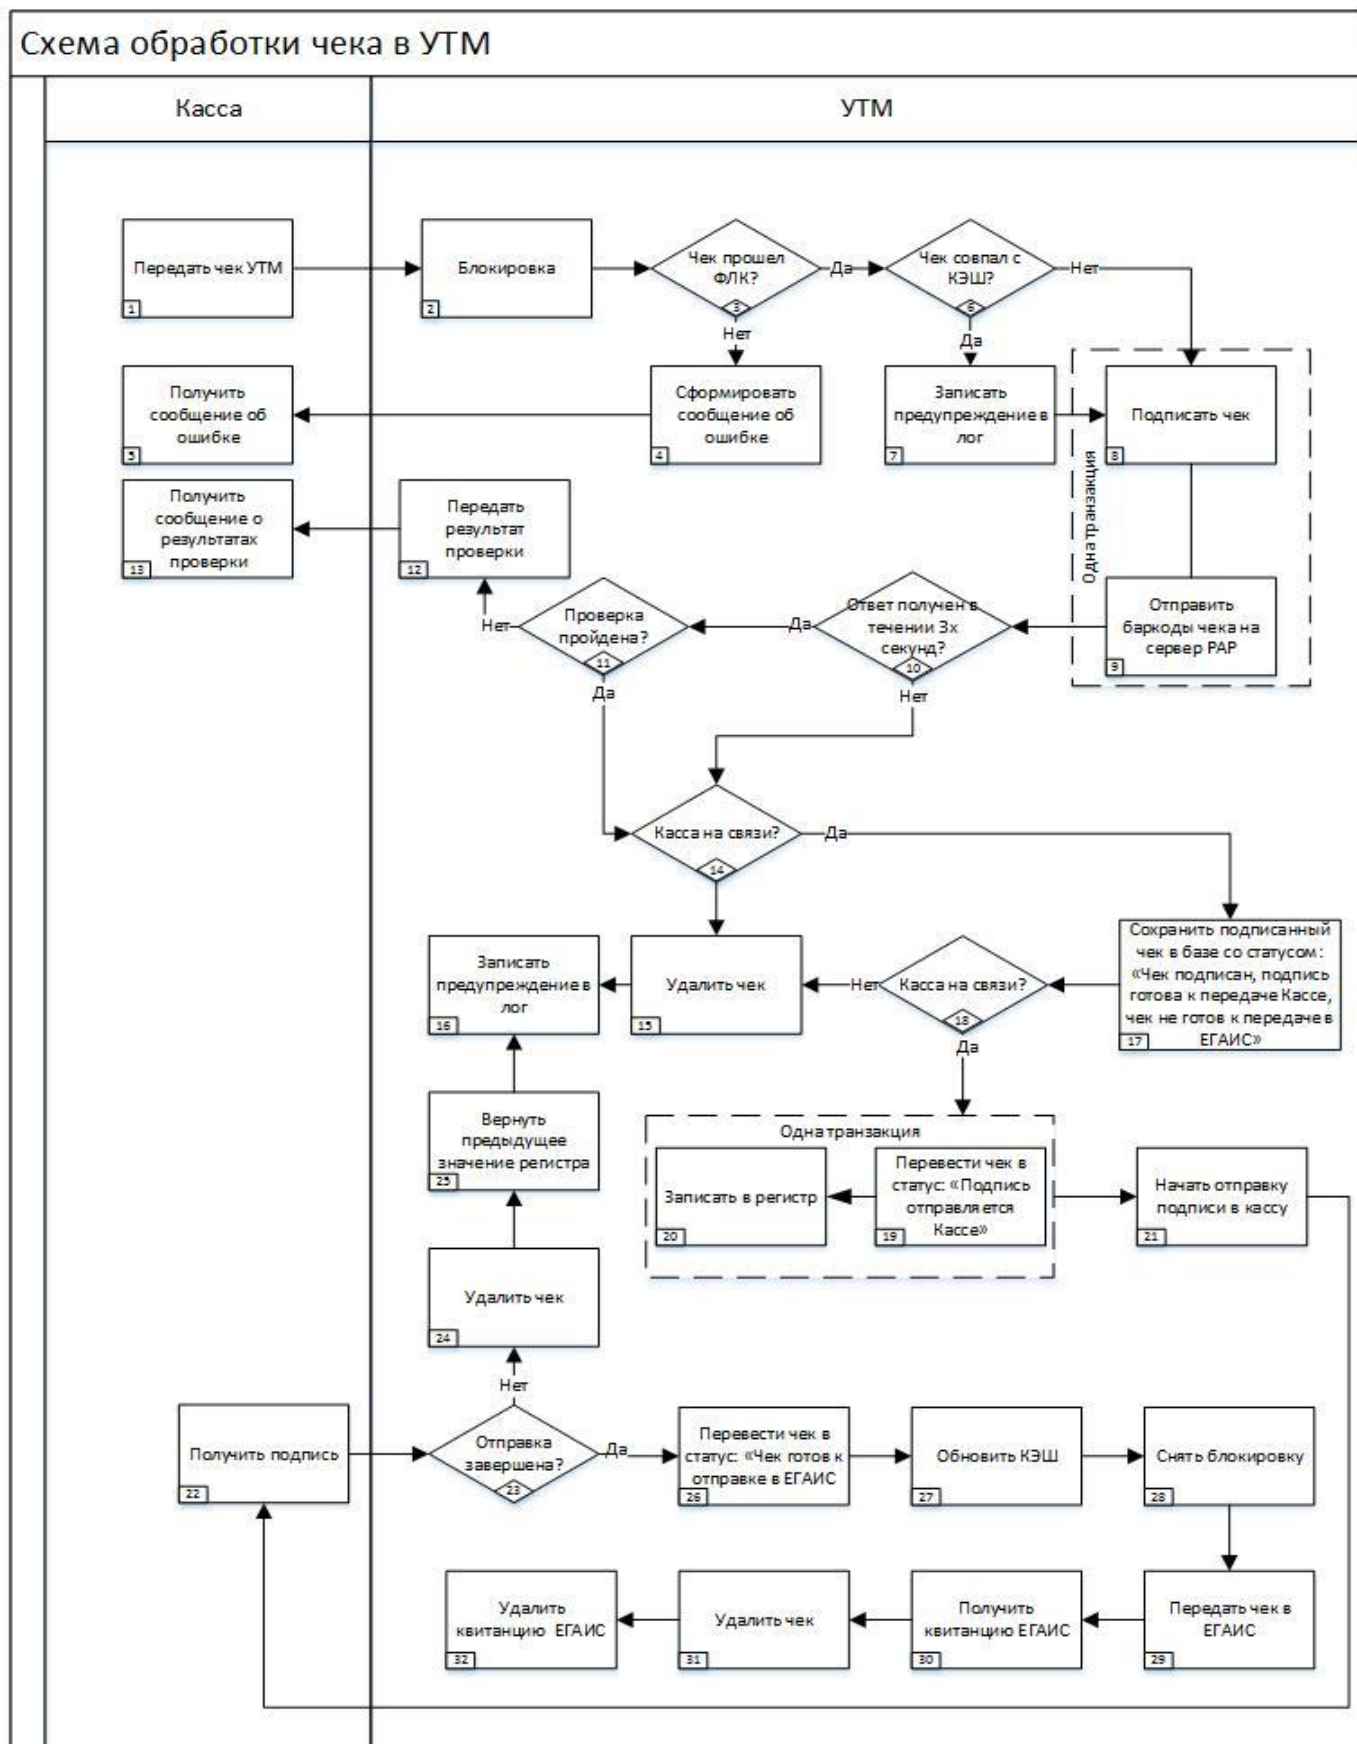 Схема обработки чека в УТМ
Касса
УТМ
Передать чек УТМ
1
Блокировка
2
Чек прошел
ФЛК?
3
Да
Чек совпал с
КЭШ?
6
Нет
Нет
Да
Получить
сообщение об
ошибке
5
Сформировать
сообщение об
ошибке
4
Записать
предупреждение в
лог
7
Подписать чек
8
Одна транзакция
Получить
сообщение о
результатах
проверки
13
Передать
результат
проверки
12
Нет
Проверка
пройдена?
11
Да
Да
Ответ получен в
течении 3х
секунд?
10
Нет
Отправить
баркоды чека на
сервер РАР
9
Касса на связи?
14
Да
Записать
предупреждение в
лог
16
Удалить чек
15
Нет
Касса на связи?
18
Да
Сохранить подписанный
чек в базе со статусом:
«Чек подписан, подпись
готова к передаче Кассе,
чек не готов к передаче в
ЕГАИС»
17
Вернуть
предыдущее
значение регистра
25
Одна транзакция
Записать в регистр
20
Перевести чек в
статус: «Подпись
отправляется
Кассе»
19
Начать отправку
подписи в кассу
21
Удалить чек
24
Нет
Получить подпись
22
Отправка
завершена?
23
Да
Перевести чек в
статус: «Чек готов к
отправке в ЕГАИС
26
Обновить КЭШ
27
Снять блокировку
28
Удалить
квитанцию ЕГАИС
32
Удалить чек
31
Получить
квитанцию ЕГАИС
30
Передать чек в
ЕГАИС
29